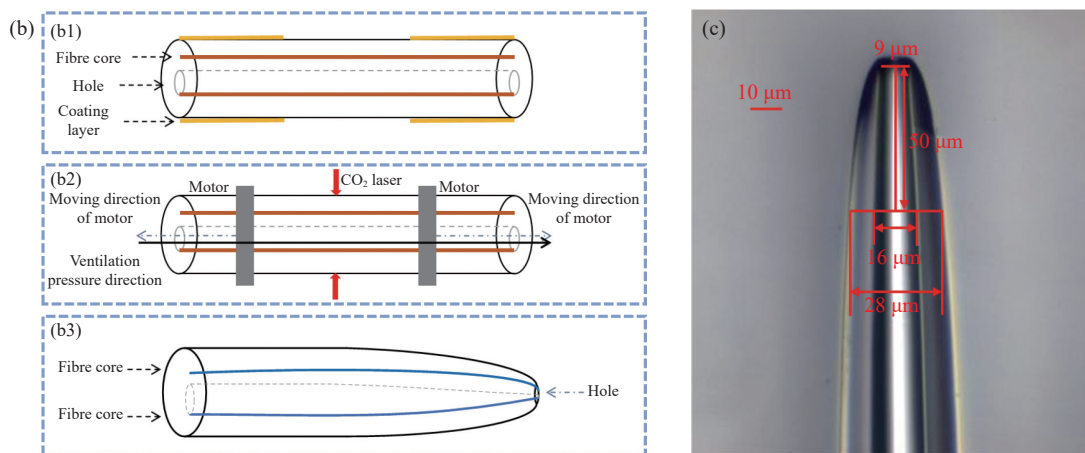 (b)
(b1)
Fibre core
Hole
Coating
layer
(b2)
Motor
CO₂ laser
Motor
Moving direction
of motor
Moving direction
of motor
Ventilation
pressure direction
(b3)
Fibre core
Fibre core
Hole
(c)
9 μm
10 μm
50 μm
16 μm
28 μm